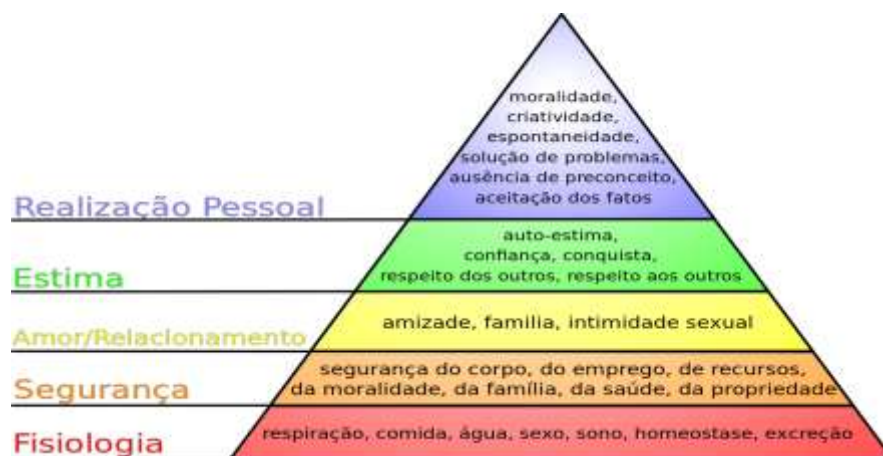 moralidade,
criatividade,
espontaneidade,
solução de problemas,
ausência de preconceito,
aceitação dos fatos
Realização Pessoal
auto-estima,
confiança, conquista,
respeito dos outros, respeito aos outros
Estima
amizade, família, intimidade sexual
Amor/Relacionamento
segurança do corpo, do emprego, de recursos,
da moralidade, da família, da saúde, da propriedade
Segurança
respiração, comida, água, sexo, sono, homeostase, excreção
Fisiologia